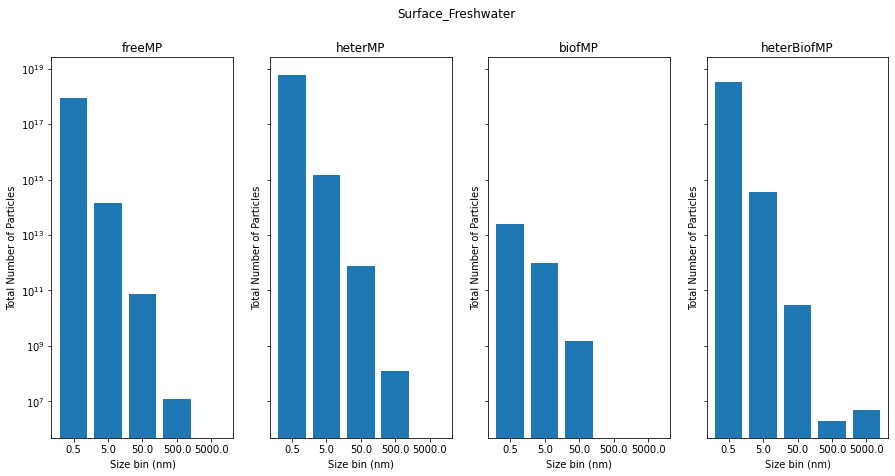 Surface_Freshwater
freeMP
heterMP
biofMP
heterBiofMP
Total Number of Particles
10^19
10^17
10^15
10^13
10^11
10^9
10^7
0.5 5.0 50.0 500.0 5000.0
Size bin (nm)
Total Number of Particles
0.5 5.0 50.0 500.0 5000.0
Size bin (nm)
Total Number of Particles
0.5 5.0 50.0 500.0 5000.0
Size bin (nm)
Total Number of Particles
0.5 5.0 50.0 500.0 5000.0
Size bin (nm)